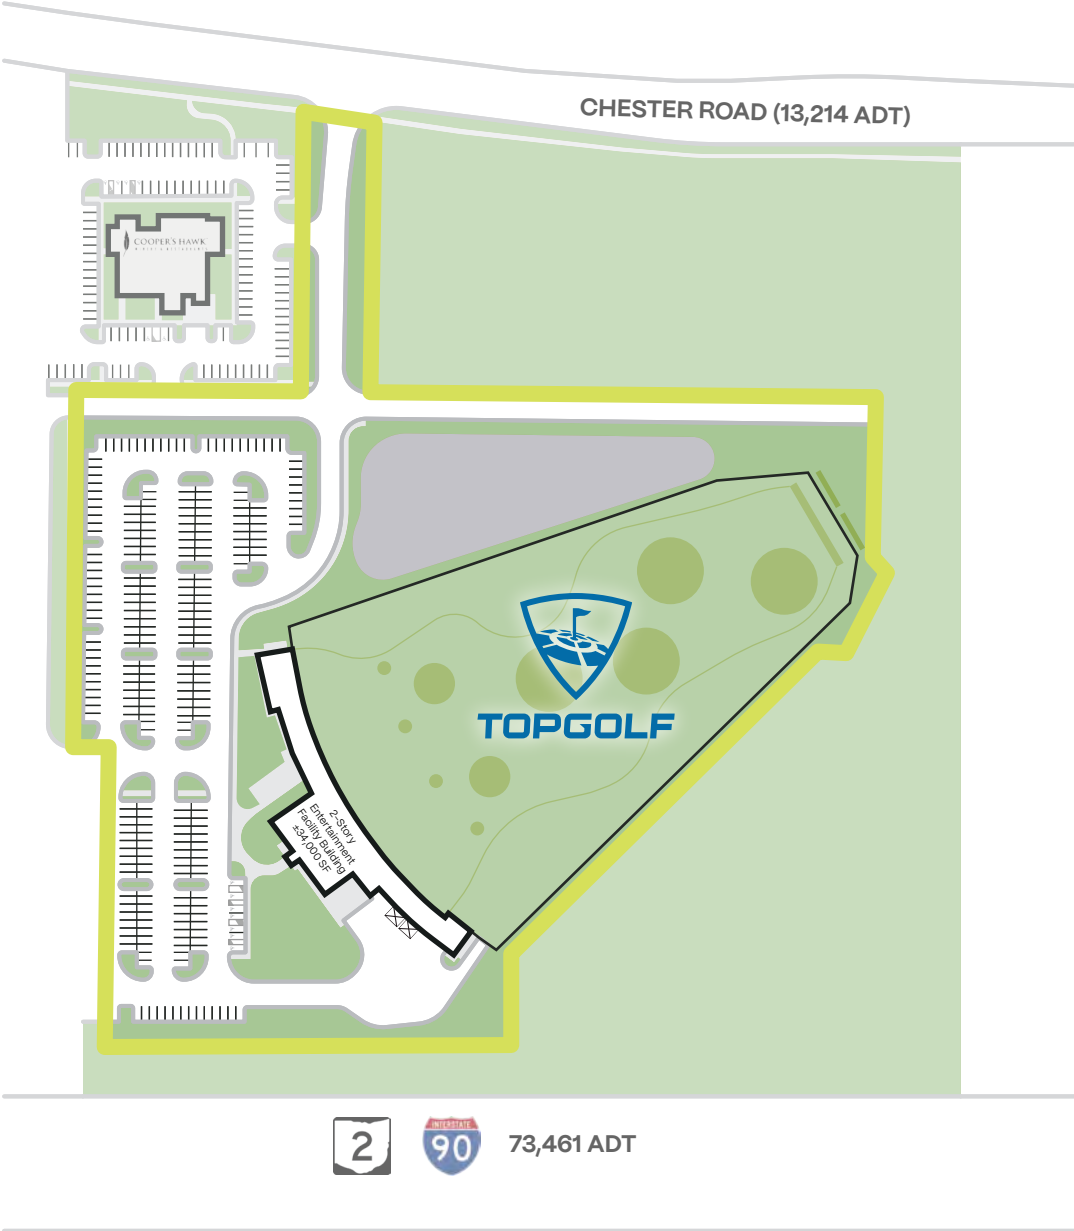 CHESTER ROAD (13,214 ADT)
COOPER'S HAWK
TOPGOLF
2-Story
Entertainment
Facility Building
±34,000 SF
2
INTERSTATE
90
73,461 ADT